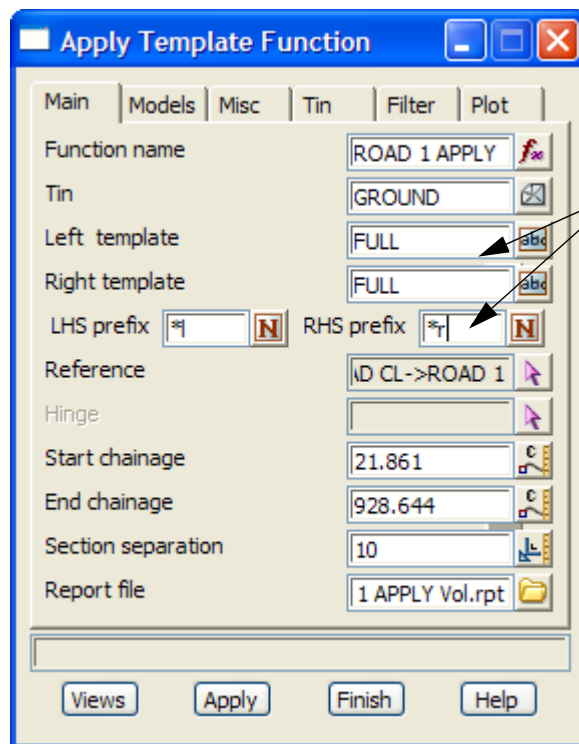 Apply Template Function
Main Models Misc Tin Filter Plot
Function name ROAD 1 APPLY
Tin GROUND
Left template FULL abc
Right template FULL abc
LHS prefix *l N RHS prefix *r N
Reference AD CL->ROAD 1
Hinge
Start chainage 21.861 C
End chainage 928.644 C
Section separation 10
Report file 1 APPLY Vol.rpt
Views Apply Finish Help